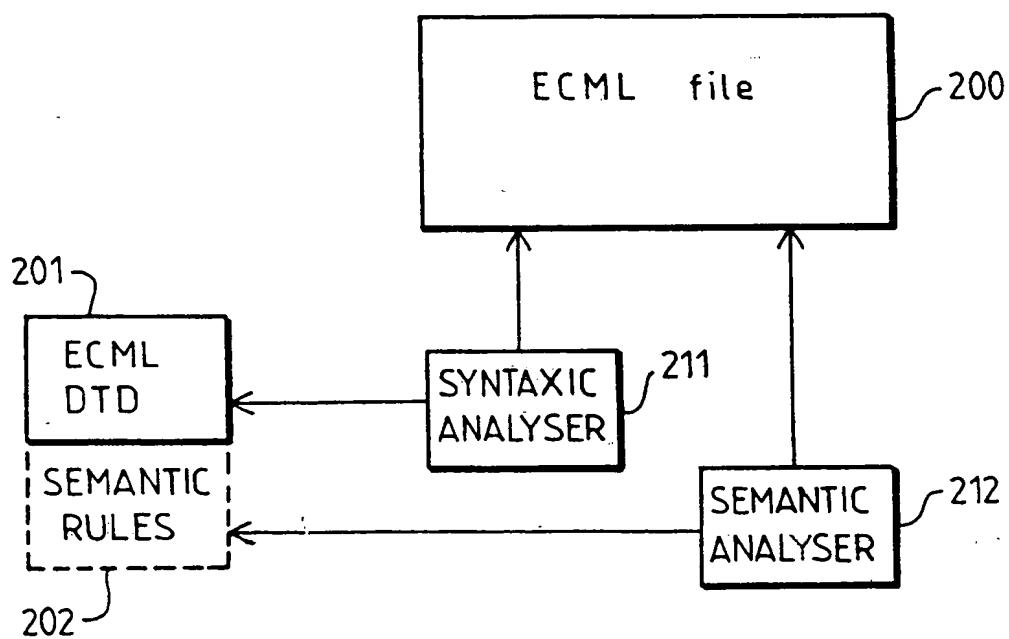 ECML file
200
201
ECML
DTD
SYNTAXIC
ANALYSER
211
SEMANTIC
RULES
SEMANTIC
ANALYSER
212
202